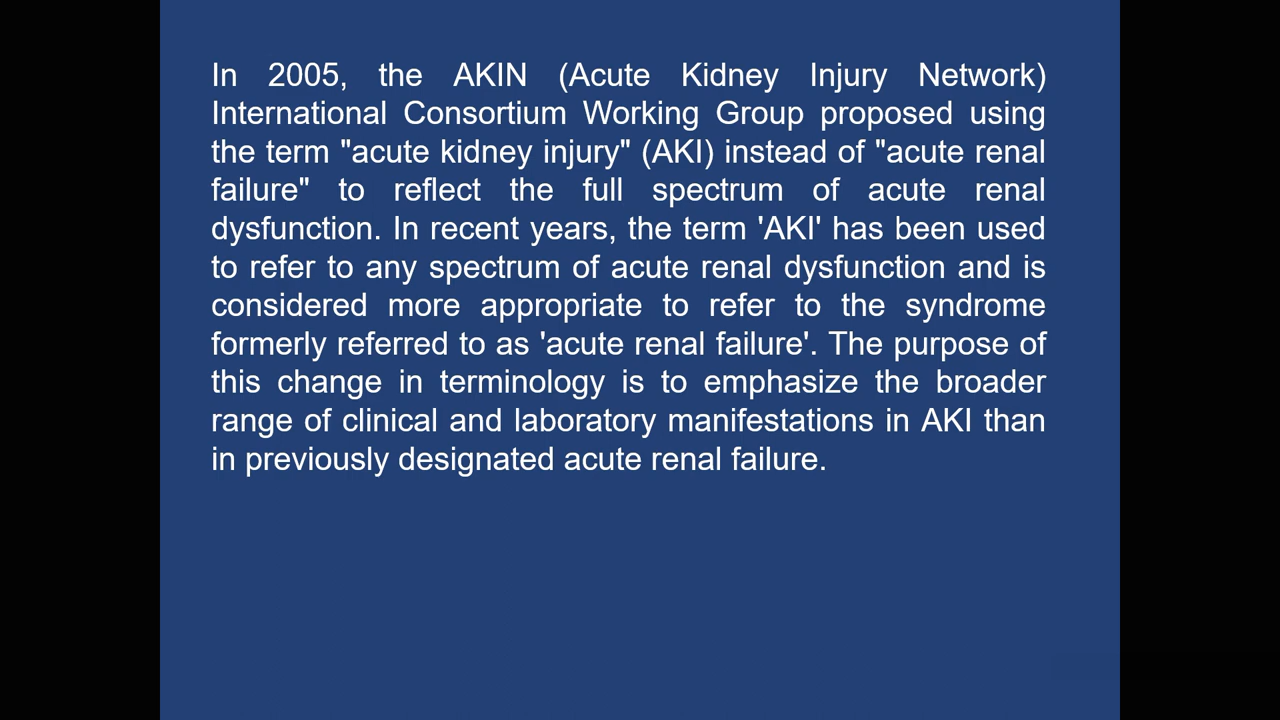 In 2005, the AKIN (Acute Kidney Injury Network)
International Consortium Working Group proposed using
the term "acute kidney injury" (AKI) instead of "acute renal
failure" to reflect the full spectrum of acute renal
dysfunction. In recent years, the term 'AKI' has been used
to refer to any spectrum of acute renal dysfunction and is
considered more appropriate to refer to the syndrome
formerly referred to as 'acute renal failure'. The purpose of
this change in terminology is to emphasize the broader
range of clinical and laboratory manifestations in AKI than
in previously designated acute renal failure.